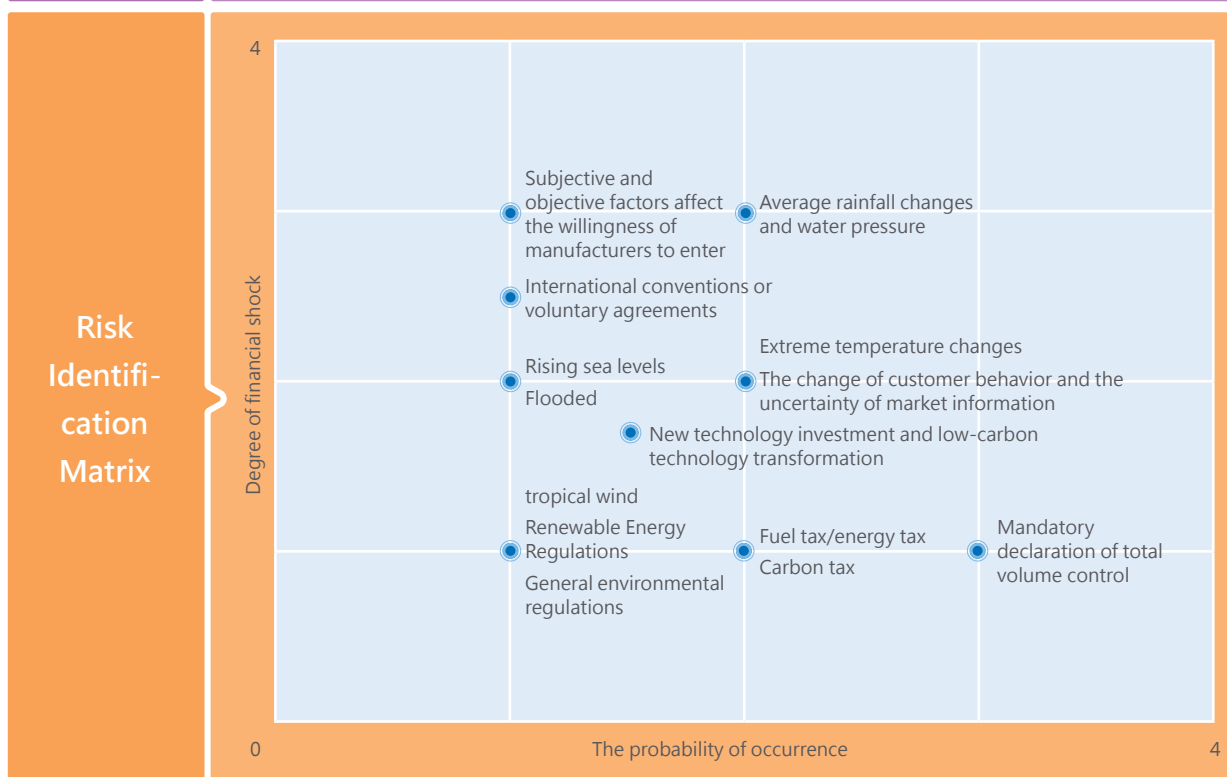 Risk
Identifi-
cation
Matrix
4
Degree of financial shock
Subjective and
objective factors affect
the willingness of
manufacturers to enter
Average rainfall changes
and water pressure
International conventions or
voluntary agreements
Rising sea levels
Flooded
Extreme temperature changes
The change of customer behavior and the
uncertainty of market information
New technology investment and low-carbon
technology transformation
tropical wind
Renewable Energy
Regulations
General environmental
regulations
Fuel tax/energy tax
Carbon tax
Mandatory
declaration of total
volume control
0
The probability of occurrence
4